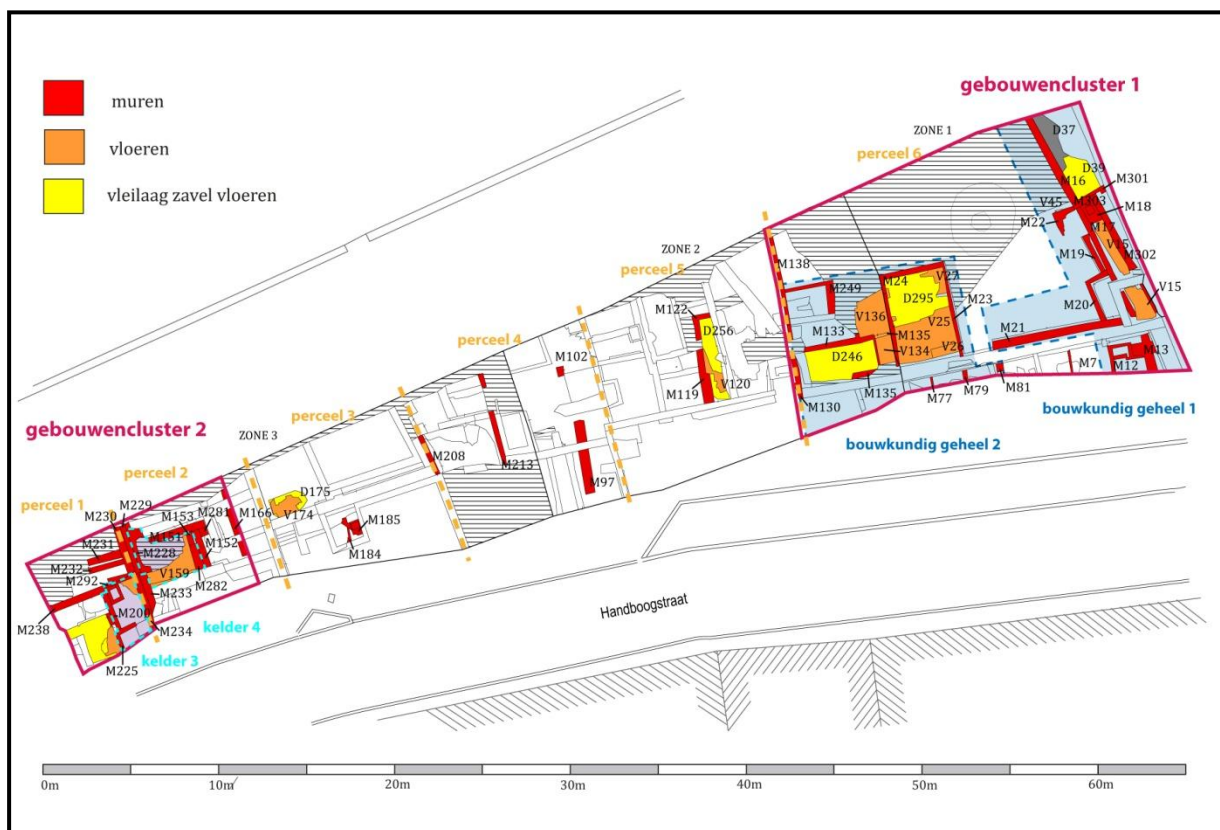 muren
vloeren
vleilaag zavel vloeren
gebouwencluster 1
ZONE 1
perceel 6
D37
D39
M16
M301
V45
M303
M18
M22
M17
V15
M19
M302
M20
V15
M138
M249
M24
V27
D295
M23
V136
V25
M133
M135
V134
V26
M21
D246
M135
M13
M7
M12
M81
M79
M77
M130
bouwkundig geheel 1
bouwkundig geheel 2
ZONE 2
perceel 5
M122
D256
M119
V120
perceel 4
M102
M213
M97
perceel 3
M208
ZONE 3
D175
V174
M185
M184
gebouwencluster 2
perceel 2
perceel 1
M229
M230
M153
M281
M166
M231
M151
M228
M152
M232
M292
V159
M282
M233
M206
M238
M234
kelder 4
kelder 3
M225
Handboogstraat
0m
10m
20m
30m
40m
50m
60m